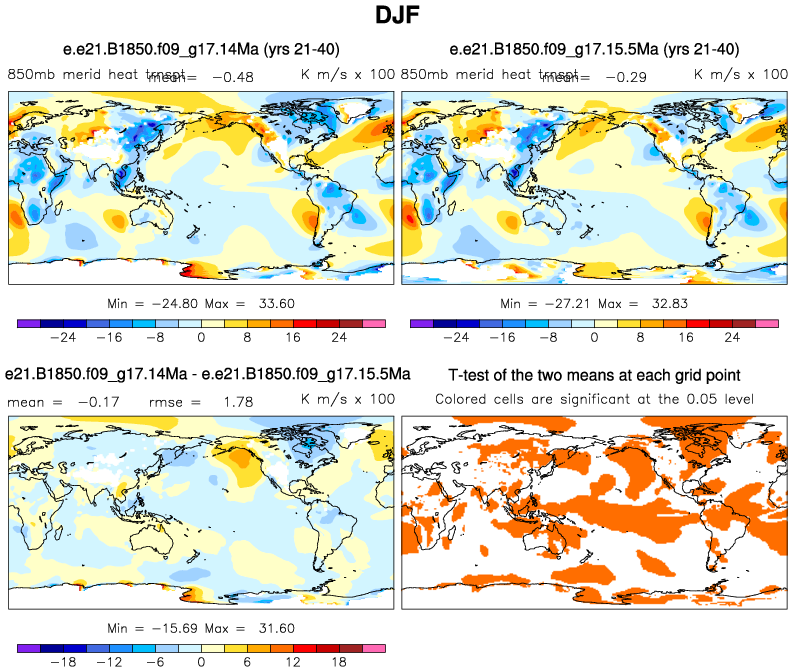 DJF
e.e21.B1850.f09_g17.14Ma (yrs 21-40)
e.e21.B1850.f09_g17.15.5Ma (yrs 21-40)
850mb merid heat trnspt mean= −0.48 K m/s x 100
850mb merid heat trnspt mean= −0.29 K m/s x 100
Min = −24.80 Max = 33.60
Min = −27.21 Max = 32.83
−24 −16 −8 0 8 16 24
−24 −16 −8 0 8 16 24
e21.B1850.f09_g17.14Ma - e.e21.B1850.f09_g17.15.5Ma
T-test of the two means at each grid point
mean = −0.17 rmse = 1.78 K m/s x 100
Colored cells are significant at the 0.05 level
Min = −15.69 Max = 31.60
−18 −12 −6 0 6 12 18